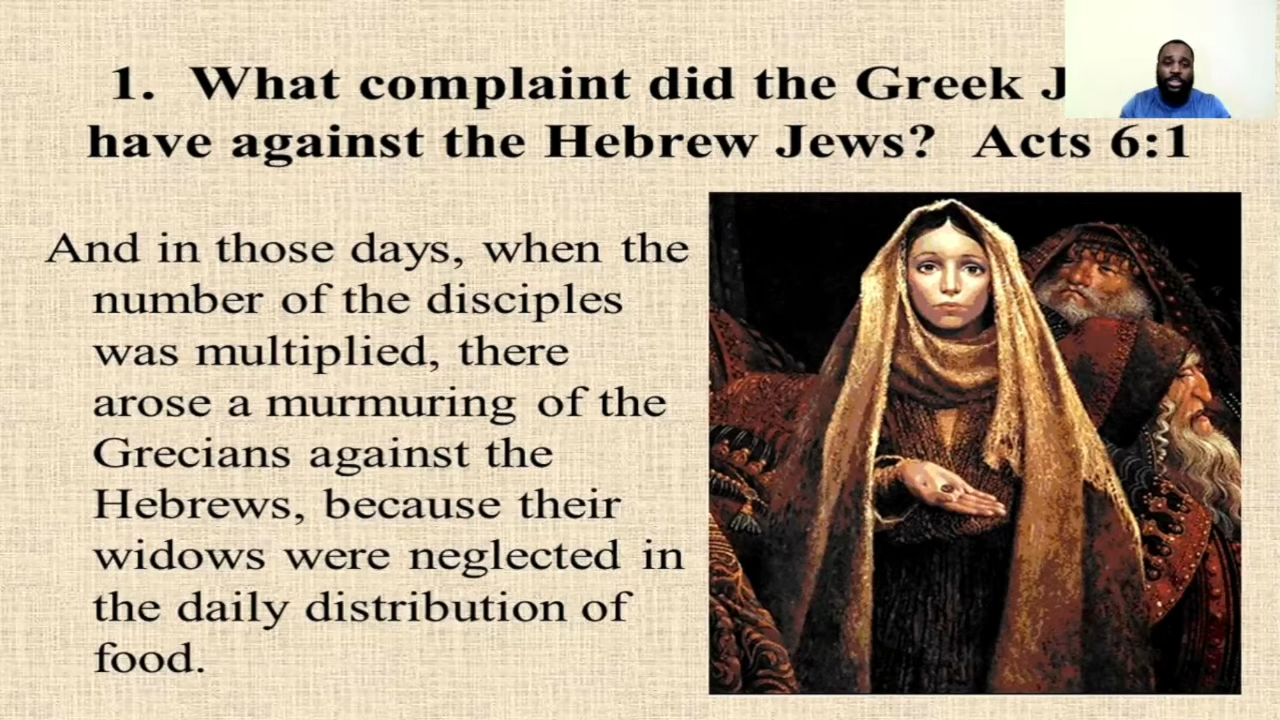 1. What complaint did the Greek J
have against the Hebrew Jews? Acts 6:1
And in those days, when the
number of the disciples
was multiplied, there
arose a murmuring of the
Grecians against the
Hebrews, because their
widows were neglected in
the daily distribution of
food.